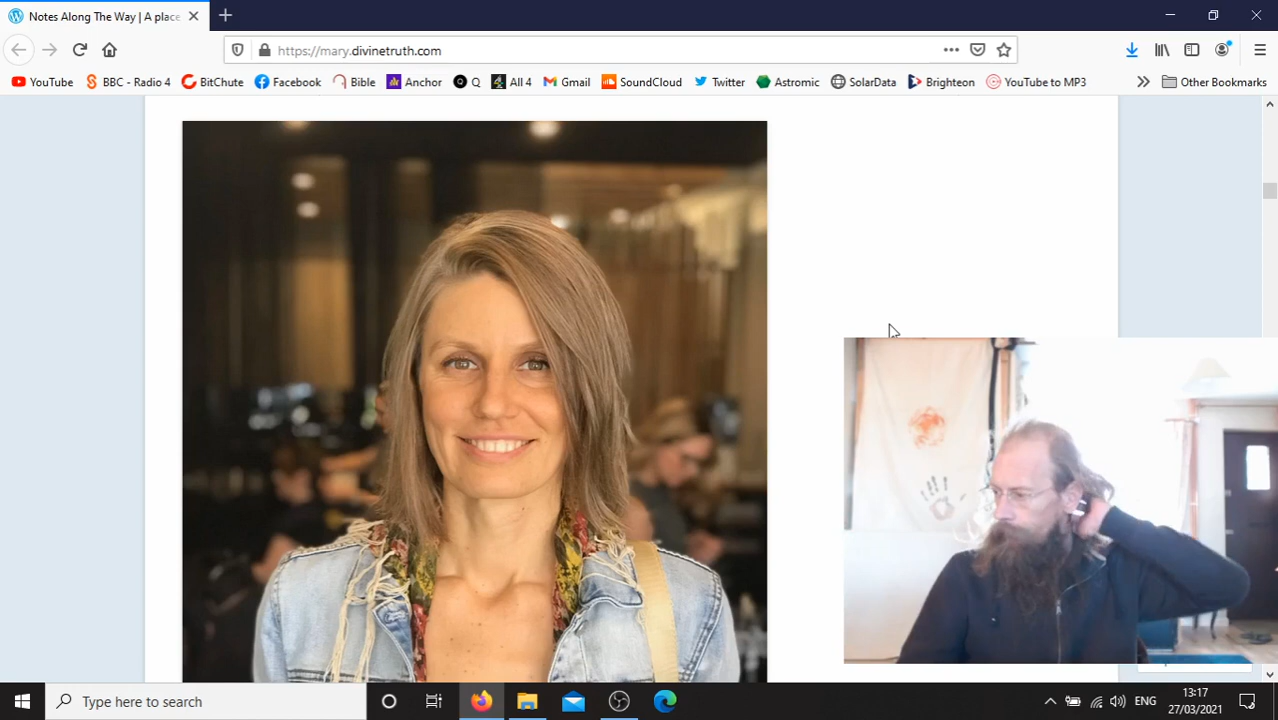 Notes Along The Way | A place
https://mary.divinetruth.com
YouTube BBC - Radio 4 BitChute Facebook Bible Anchor Q All 4 Gmail SoundCloud Twitter Astromic SolarData Brighteon YouTube to MP3 Other Bookmarks
Type here to search
ENG
13:17
27/03/2021